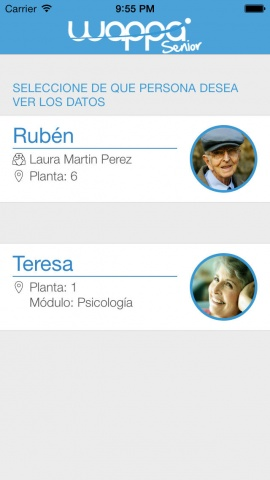 Carrier 9:55 PM
wappa
Senior
SELECCIONE DE QUE PERSONA DESEA
VER LOS DATOS
Rubén
Laura Martin Perez
Planta: 6
Teresa
Planta: 1
Módulo: Psicología